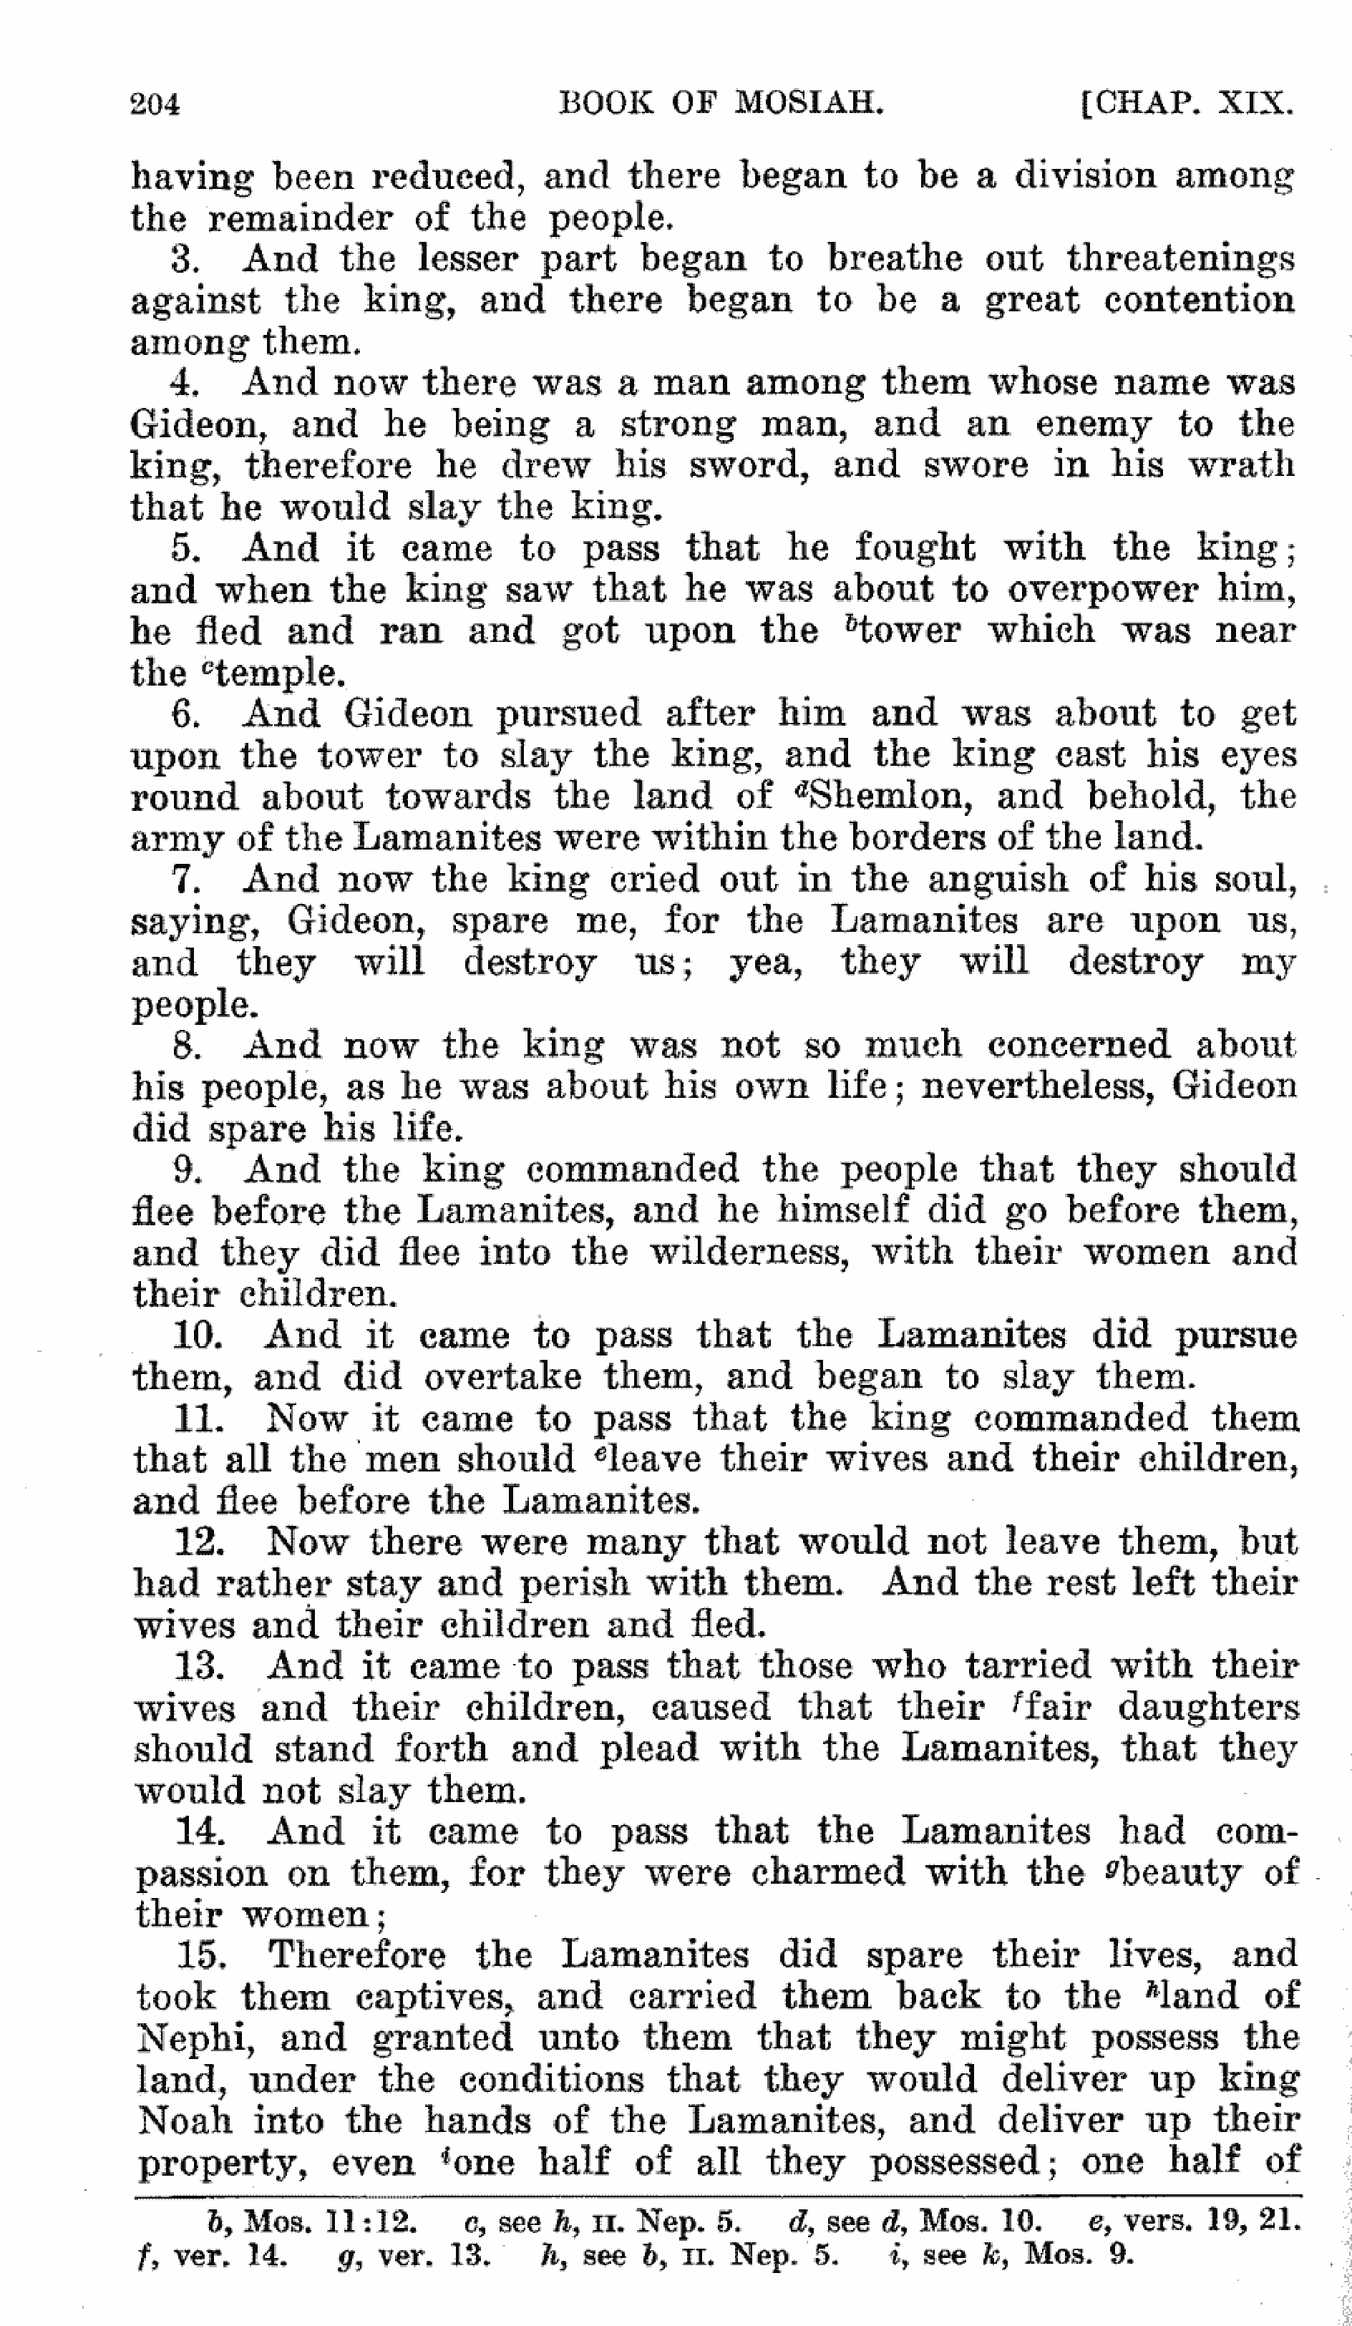 204 BOOK OF MOSIAH. [CHAP. XIX.
having been reduced, and there began to be a division among
the remainder of the people.
3. And the lesser part began to breathe out threatenings
against the king, and there began to be a great contention
among them.
4. And now there was a man among them whose name was
Gideon, and he being a strong man, and an enemy to the
king, therefore he drew his sword, and swore in his wrath
that he would slay the king.
5. And it came to pass that he fought with the king;
and when the king saw that he was about to overpower him,
he fled and ran and got upon the btower which was near
the ctemple.
6. And Gideon pursued after him and was about to get
upon the tower to slay the king, and the king cast his eyes
round about towards the land of dShemlon, and behold, the
army of the Lamanites were within the borders of the land.
7. And now the king cried out in the anguish of his soul,
saying, Gideon, spare me, for the Lamanites are upon us,
and they will destroy us; yea, they will destroy my
people.
8. And now the king was not so much concerned about
his people, as he was about his own life; nevertheless, Gideon
did spare his life.
9. And the king commanded the people that they should
flee before the Lamanites, and he himself did go before them,
and they did flee into the wilderness, with their women and
their children.
10. And it came to pass that the Lamanites did pursue
them, and did overtake them, and began to slay them.
11. Now it came to pass that the king commanded them
that all the men should eleave their wives and their children,
and flee before the Lamanites.
12. Now there were many that would not leave them, but
had rather stay and perish with them. And the rest left their
wives and their children and fled.
13. And it came to pass that those who tarried with their
wives and their children, caused that their ffair daughters
should stand forth and plead with the Lamanites, that they
would not slay them.
14. And it came to pass that the Lamanites had com-
passion on them, for they were charmed with the gbeauty of
their women;
15. Therefore the Lamanites did spare their lives, and
took them captives, and carried them back to the hland of
Nephi, and granted unto them that they might possess the
land, under the conditions that they would deliver up king
Noah into the hands of the Lamanites, and deliver up their
property, even ione half of all they possessed; one half of
b, Mos. 11:12. c, see h, II. Nep. 5. d, see d, Mos. 10. e, vers. 19, 21.
f, ver. 14. g, ver. 13. h, see b, II. Nep. 5. i, see k, Mos. 9.